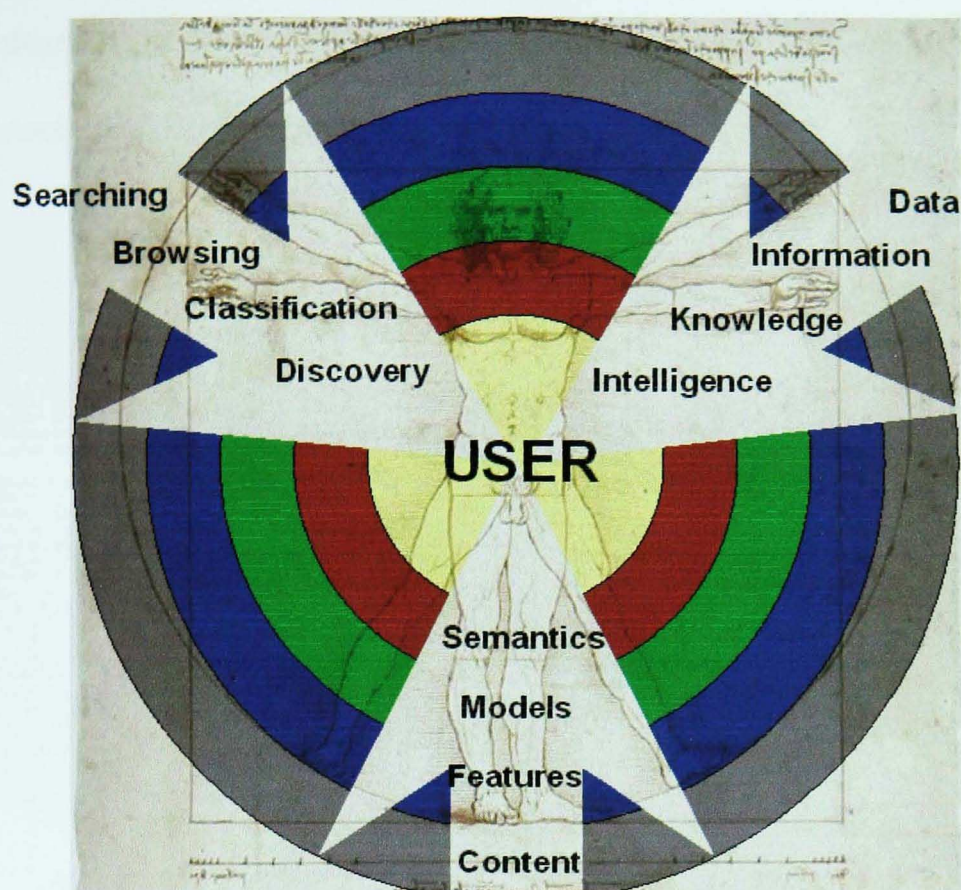 Searching
Data
Browsing
Information
Classification
Knowledge
Discovery
Intelligence
USER
Semantics
Models
Features
Content